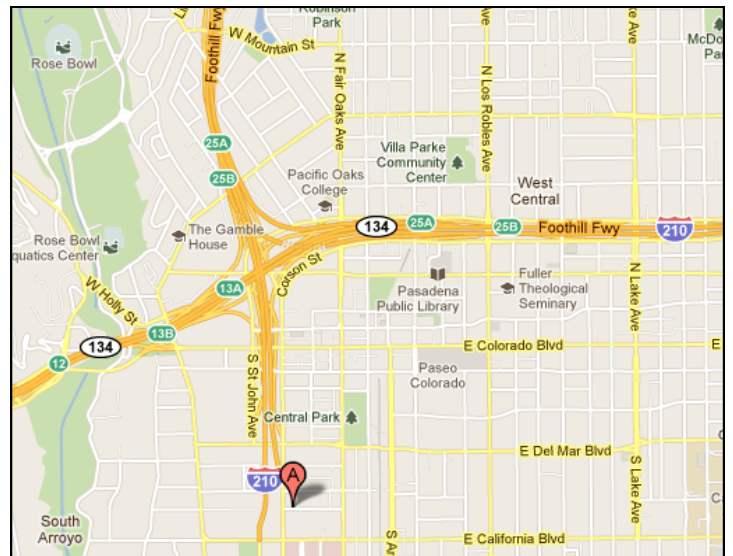 Robinson
Park
W Mountain St
Rose Bowl
Foothill Fwy
N Fair Oaks Ave
N Los Robles Ave
25A
Villa Parke
Community
Center
25B
Pacific Oaks
College
West
Central
The Gamble
House
134
25A
25B
Foothill Fwy
210
Rose Bowl
quatics Center
Corson St
W Holly St
13A
Pasadena
Public Library
Fuller
Theological
Seminary
N Lake Ave
13B
134
12
E Colorado Blvd
E
S St John Ave
Paseo
Colorado
Central Park
E Del Mar Blvd
S Lake Ave
210
A
South
Arroyo
E California Blvd